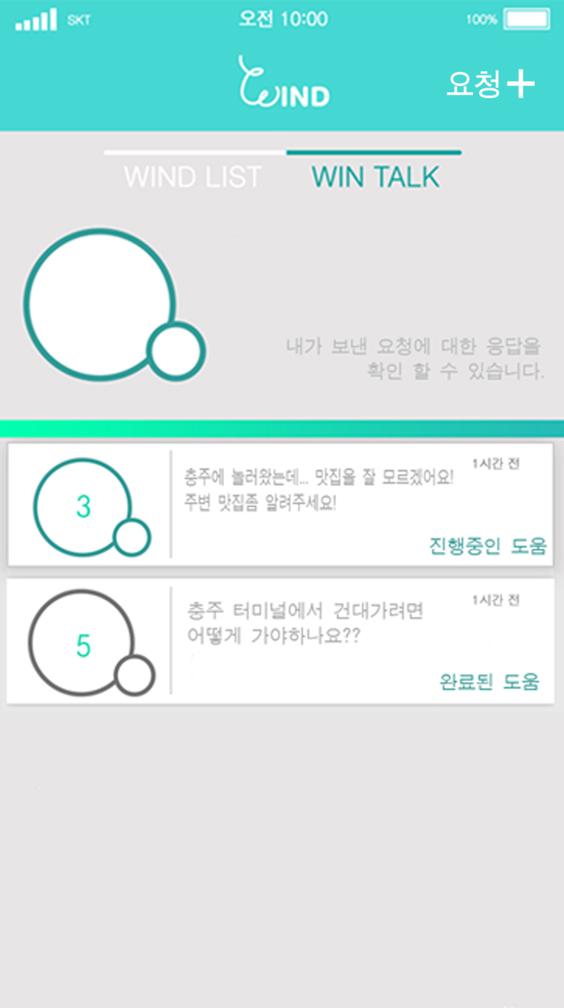 SKT 오전 10:00 100%
WIND
요청+
WIND LIST WIN TALK
내가 보낸 요청에 대한 응답을
확인 할 수 있습니다.
1시간 전
3
충주에 놀러왔는데... 맛집을 잘 모르겠어요!
주변 맛집좀 알려주세요!
진행중인 도움
1시간 전
5
충주 터미널에서 건대가려면
어떻게 가야하나요??
완료된 도움